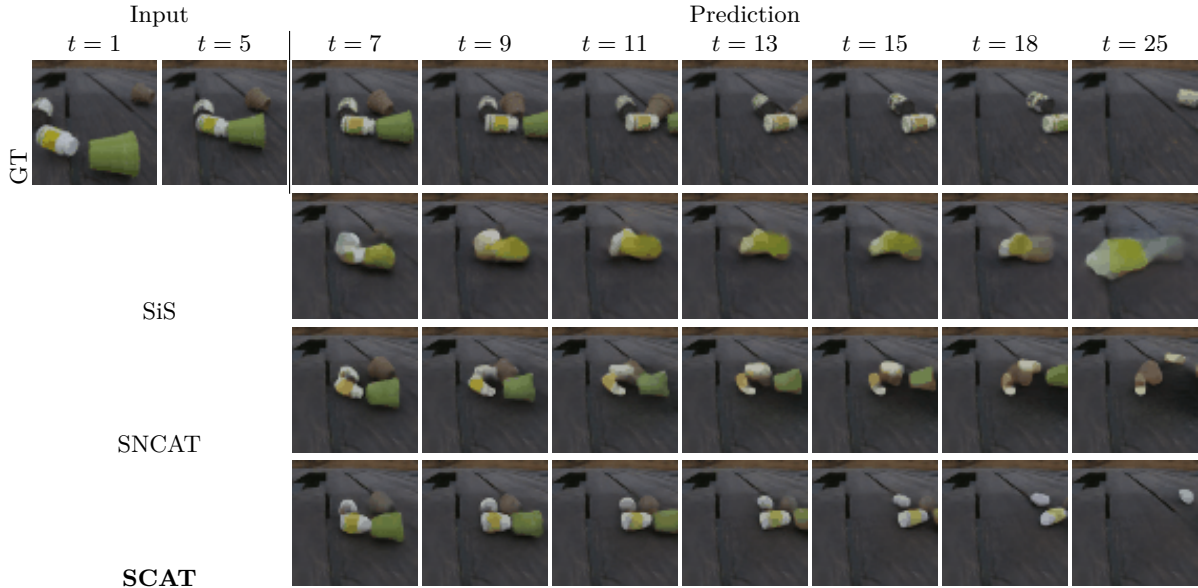 Input Prediction
t = 1 t = 5 t = 7 t = 9 t = 11 t = 13 t = 15 t = 18 t = 25
GT
SiS
SNCAT
SCAT